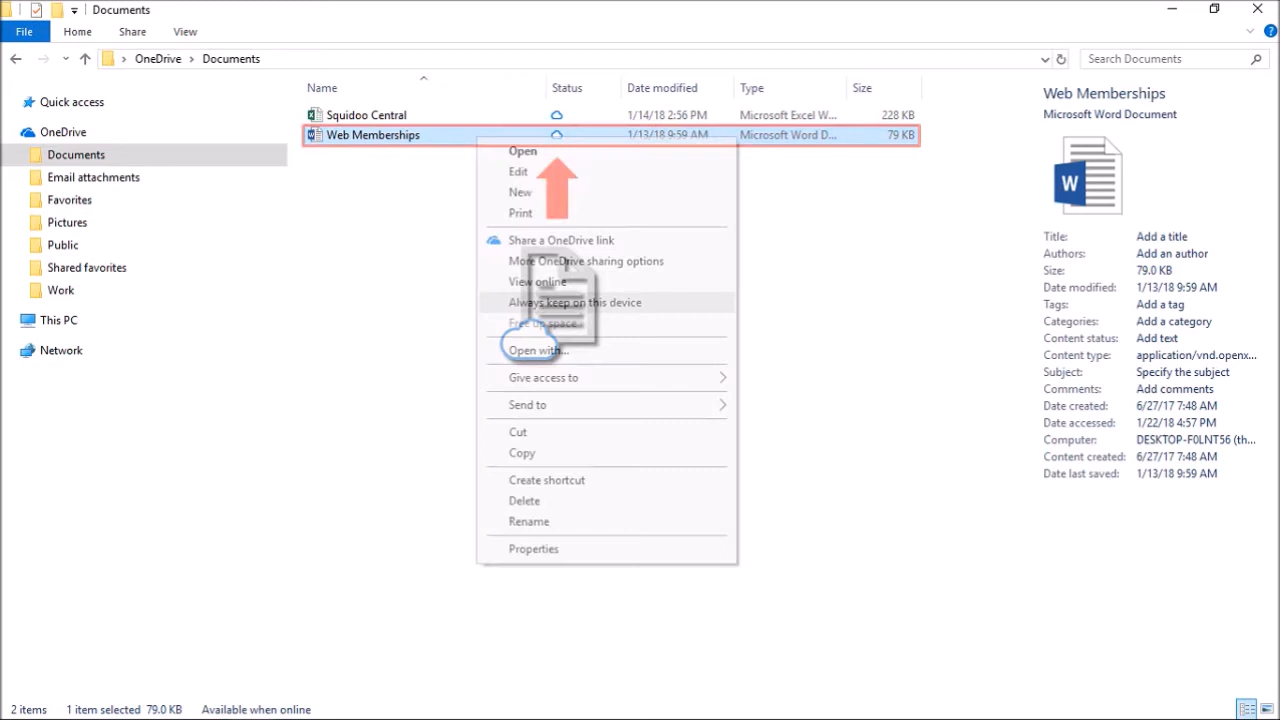 Documents
File Home Share View
OneDrive Documents Search Documents
Quick access
OneDrive
Documents
Email attachments
Favorites
Pictures
Public
Shared favorites
Work
This PC
Network
Name Status Date modified Type Size
Squidoo Central 1/14/18 2:56 PM Microsoft Excel W... 228 KB
Web Memberships 1/13/18 9:59 AM Microsoft Word D... 79 KB
Open
Edit
New
Print
Share a OneDrive link
More OneDrive sharing options
View online
Always keep on this device
Free up space
Open with...
Give access to
Send to
Cut
Copy
Create shortcut
Delete
Rename
Properties
Web Memberships
Microsoft Word Document
W
Title: Add a title
Authors: Add an author
Size: 79.0 KB
Date modified: 1/13/18 9:59 AM
Tags: Add a tag
Categories: Add a category
Content status: Add text
Content type: application/vnd.openx...
Subject: Specify the subject
Comments: Add comments
Date created: 6/27/17 7:48 AM
Date accessed: 1/22/18 4:57 PM
Computer: DESKTOP-F0LNT56 (th...
Content created: 6/27/17 7:48 AM
Date last saved: 1/13/18 9:59 AM
2 items 1 item selected 79.0 KB Available when online